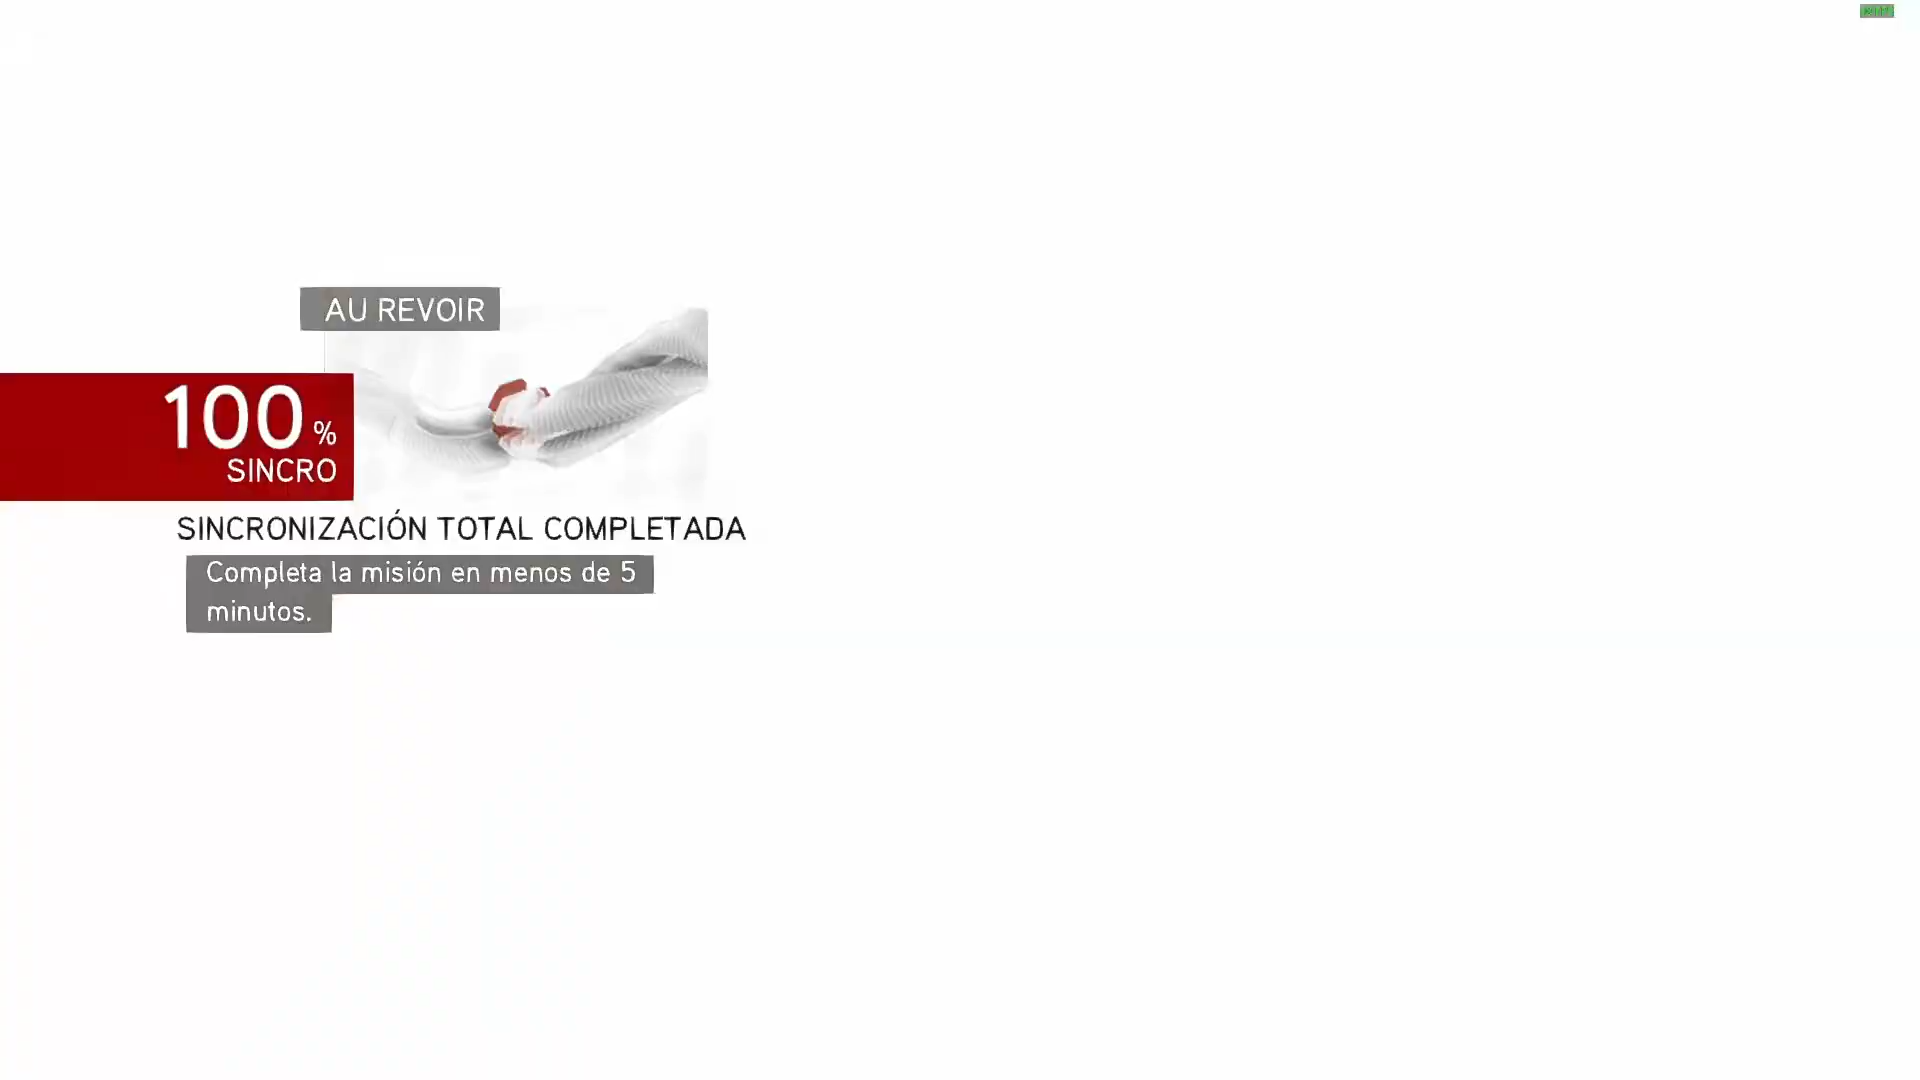 AU REVOIR
100 %
SINCRO
SINCRONIZACIÓN TOTAL COMPLETADA
Completa la misión en menos de 5
minutos.